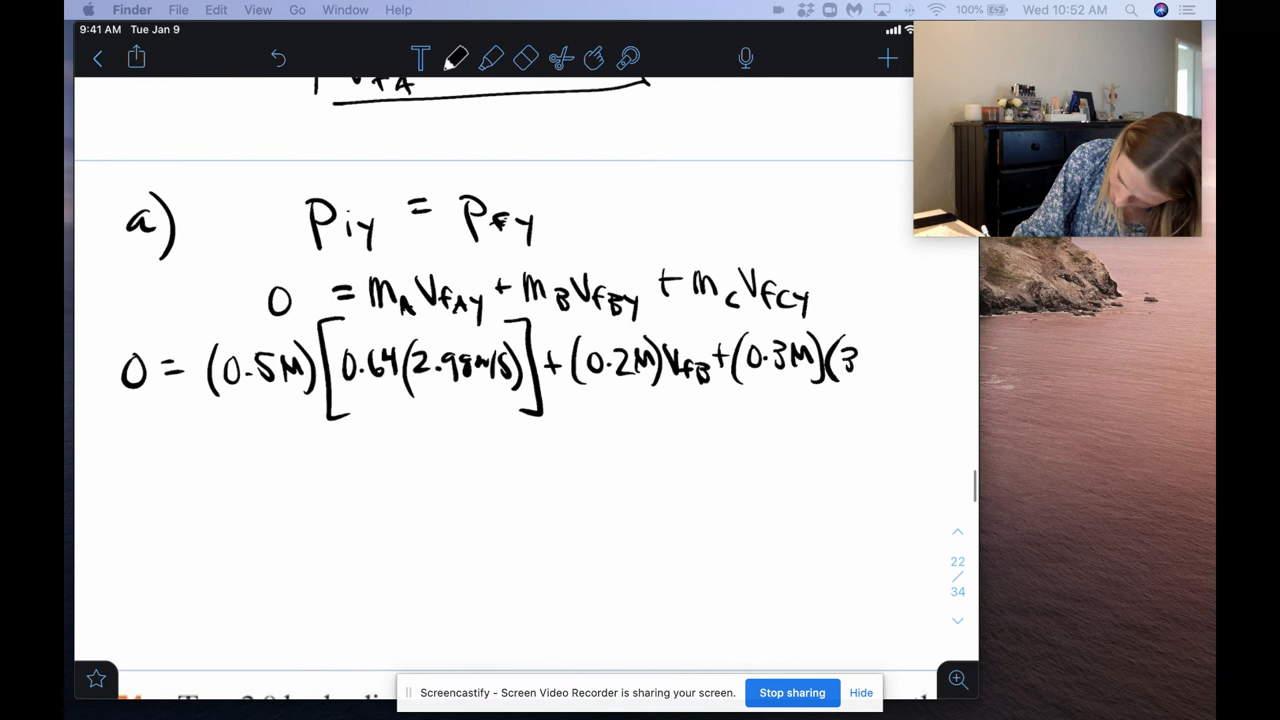 Finder File Edit View Go Window Help 100% Wed 10:52 AM
9:41 AM Tue Jan 9
a) Piy = Pfy
0 = mAVfAy + mBVfBy + mCVfCy
0 = (0.5M)[0.64(2.98m/s)] + (0.2M)VfB + (0.3M)(3
22
/
34
Screencastify - Screen Video Recorder is sharing your screen. Stop sharing Hide